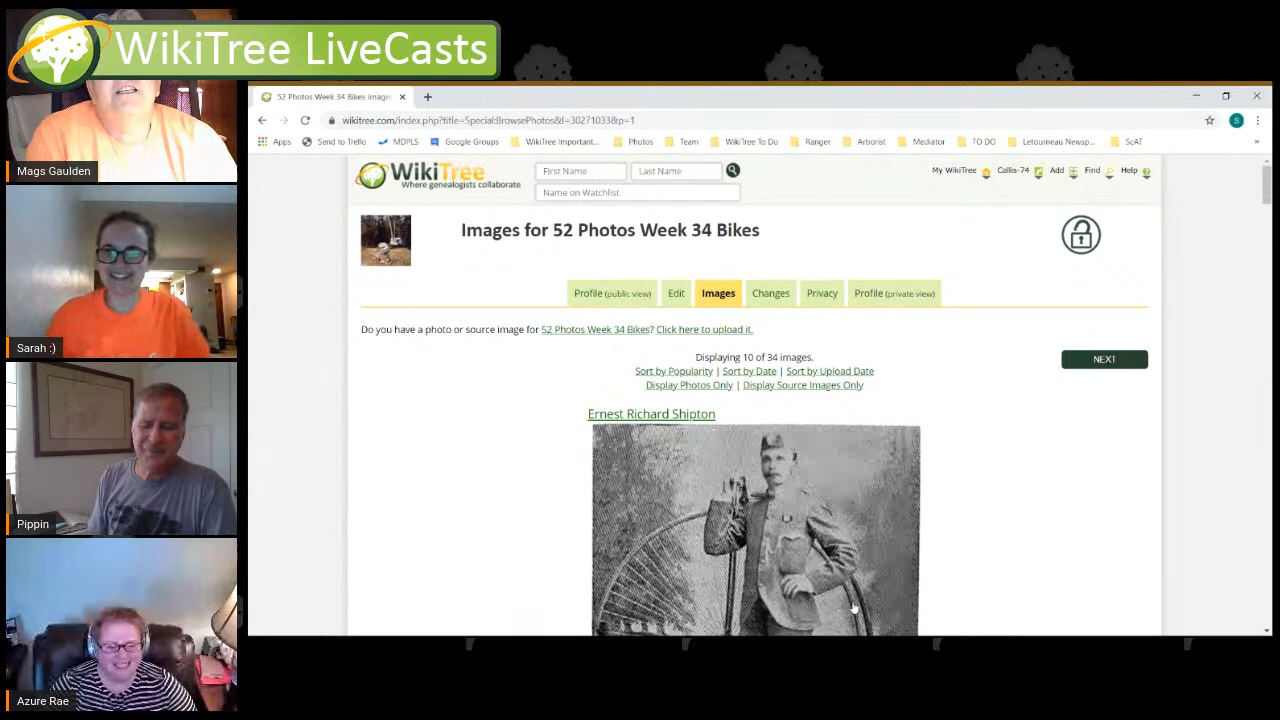 WikiTree LiveCasts
Mags Gaulden
Sarah :)
Pippin
Azure Rae
52 Photos Week 34 Bikes Images
wikitree.com/index.php?title=Special:BrowsePhotos&l=30271033&p=1
S
Apps
Send to Trello
MDPLS
Google Groups
WikiTree Important...
Photos
Team
WikiTree To Do
Ranger
Arborist
Mediator
TO DO
Letourneau Newsp...
ScAT
»
WikiTree
Where genealogists collaborate
First Name
Last Name
Name on Watchlist
My WikiTree
Callis-74
Add
Find
Help
Images for 52 Photos Week 34 Bikes
Profile (public view)
Edit
Images
Changes
Privacy
Profile (private view)
Do you have a photo or source image for 52 Photos Week 34 Bikes? Click here to upload it.
Displaying 10 of 34 images.
NEXT
Sort by Popularity | Sort by Date | Sort by Upload Date
Display Photos Only | Display Source Images Only
Ernest Richard Shipton